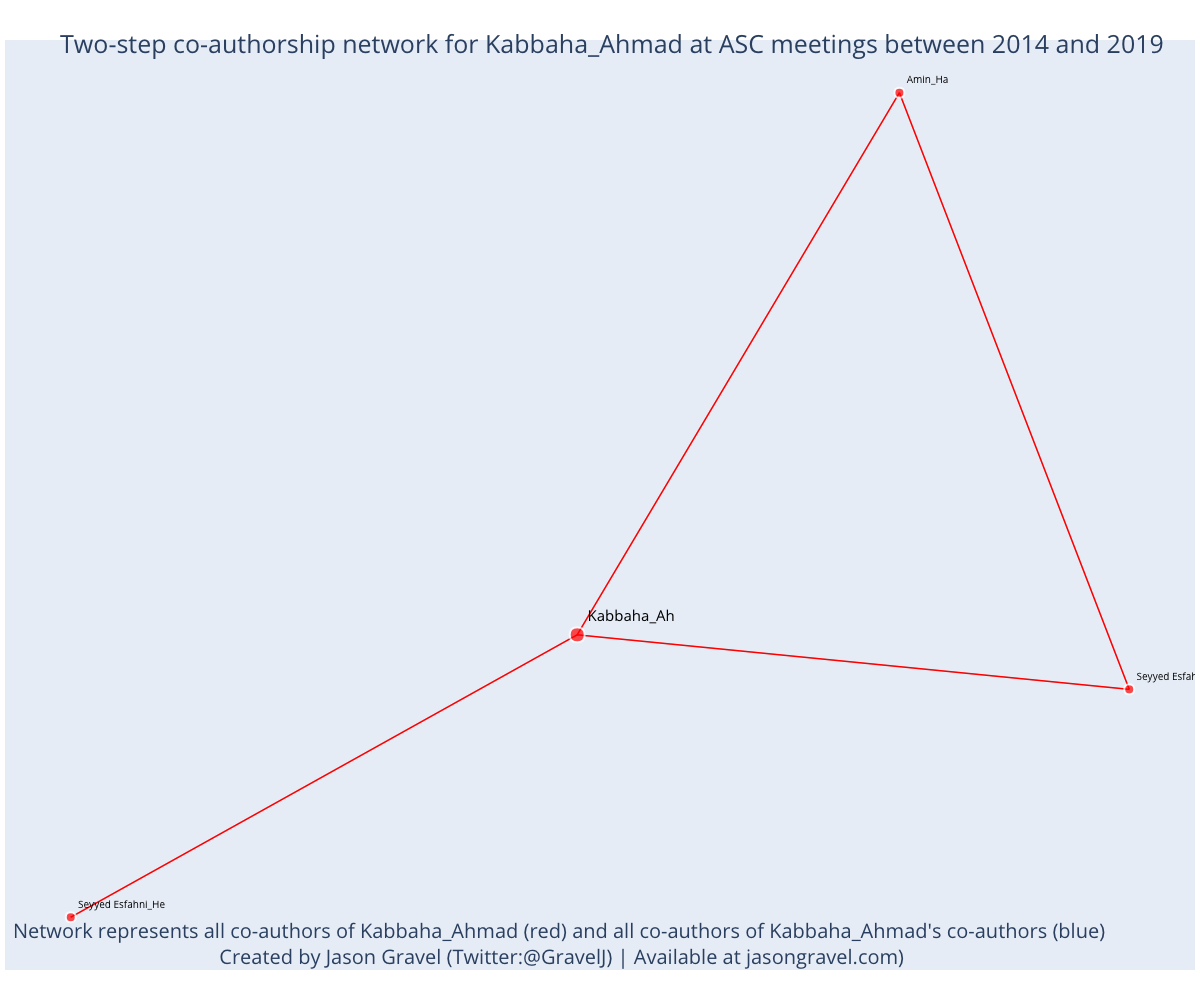 Two-step co-authorship network for Kabbaha_Ahmad at ASC meetings between 2014 and 2019
Amin_Ha
Kabbaha_Ah
Seyyed Esfah
Seyyed Esfahni_He
Network represents all co-authors of Kabbaha_Ahmad (red) and all co-authors of Kabbaha_Ahmad's co-authors (blue)
Created by Jason Gravel (Twitter:@GravelJ) | Available at jasongravel.com)